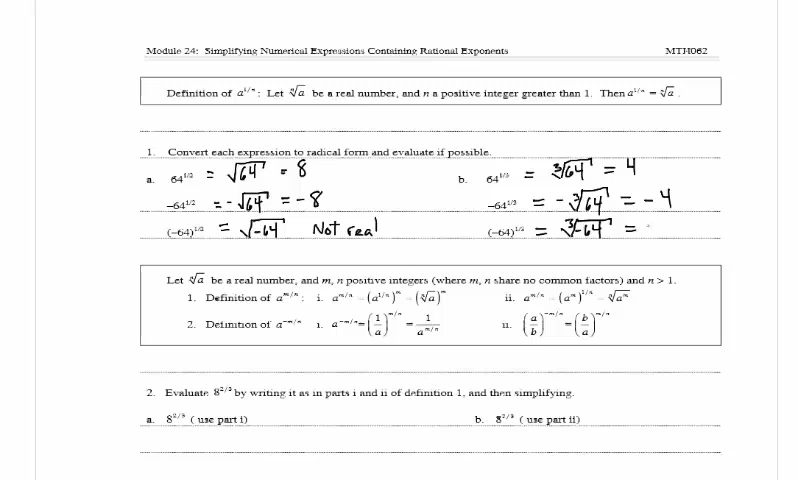 Module 24: Simplifying Numerical Expressions Containing Rational Exponents MTH062
Definition of a^{1/n}: Let ⁿ√a be a real number, and n a positive integer greater than 1. Then a^{1/n} = ⁿ√a.
1. Convert each expression to radical form and evaluate if possible.
a. 64^{1/2} = √64 = 8 b. 64^{1/3} = ³√64 = 4
−64^{1/2} = −√64 = −8 −64^{1/3} = −³√64 = −4
(−64)^{1/2} = √−64 Not real (−64)^{1/3} = ³√−64 =
Let ⁿ√a be a real number, and m, n positive integers (where m, n share no common factors) and n > 1.
1. Definition of a^{m/n}: i. a^{m/n} = (a^{1/n})^m = (ⁿ√a)^m ii. a^{m/n} = (a^m)^{1/n} = ⁿ√a^m
2. Definition of a^{−m/n} i. a^{−m/n} = (1/a)^{m/n} = 1/a^{m/n} ii. (a/b)^{−m/n} = (b/a)^{m/n}
2. Evaluate 8^{2/3} by writing it as in parts i and ii of definition 1, and then simplifying.
a. 8^{2/3} ( use part i) b. 8^{2/3} ( use part ii)